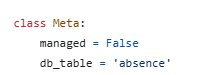 class Meta:
    managed = False
    db_table = 'absence'